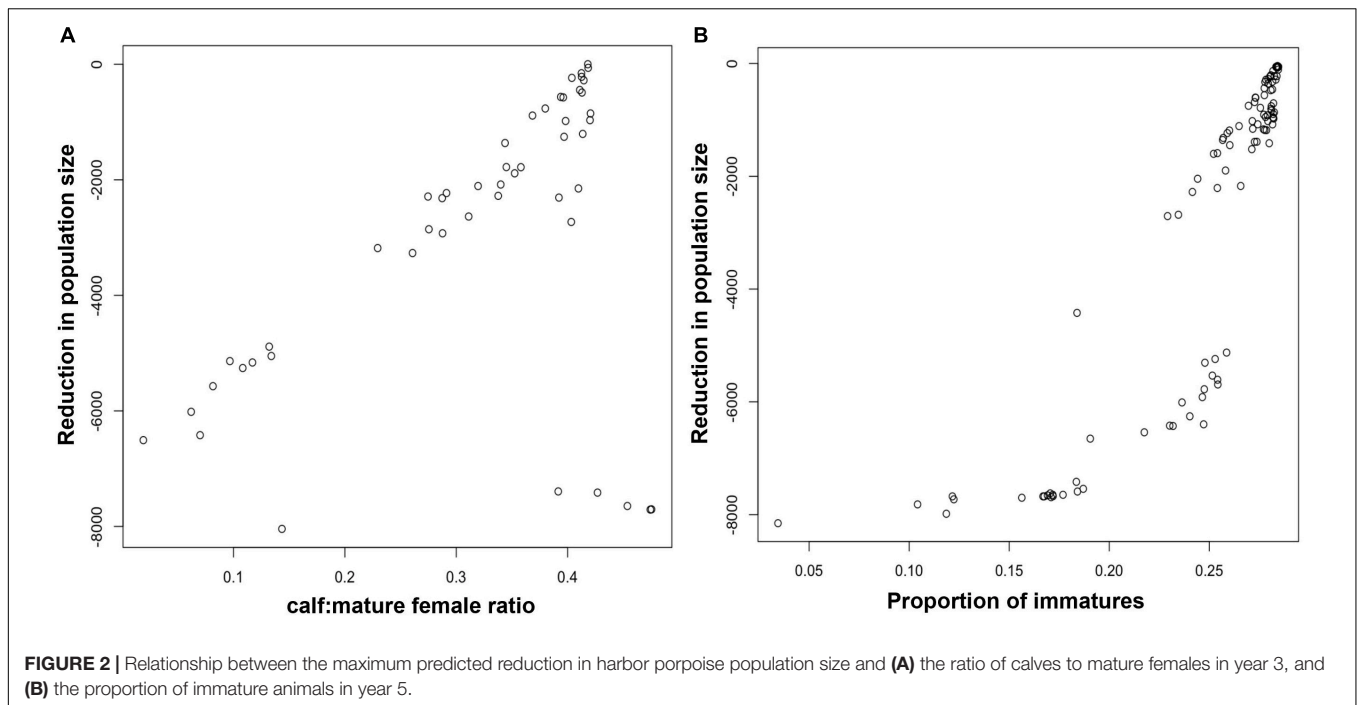 A
Reduction in population size
0
-2000
-4000
-6000
-8000
0.1
0.2
0.3
0.4
calf:mature female ratio
B
Reduction in population size
0
-2000
-4000
-6000
-8000
0.05
0.10
0.15
0.20
0.25
Proportion of immatures
FIGURE 2 | Relationship between the maximum predicted reduction in harbor porpoise population size and (A) the ratio of calves to mature females in year 3, and
(B) the proportion of immature animals in year 5.